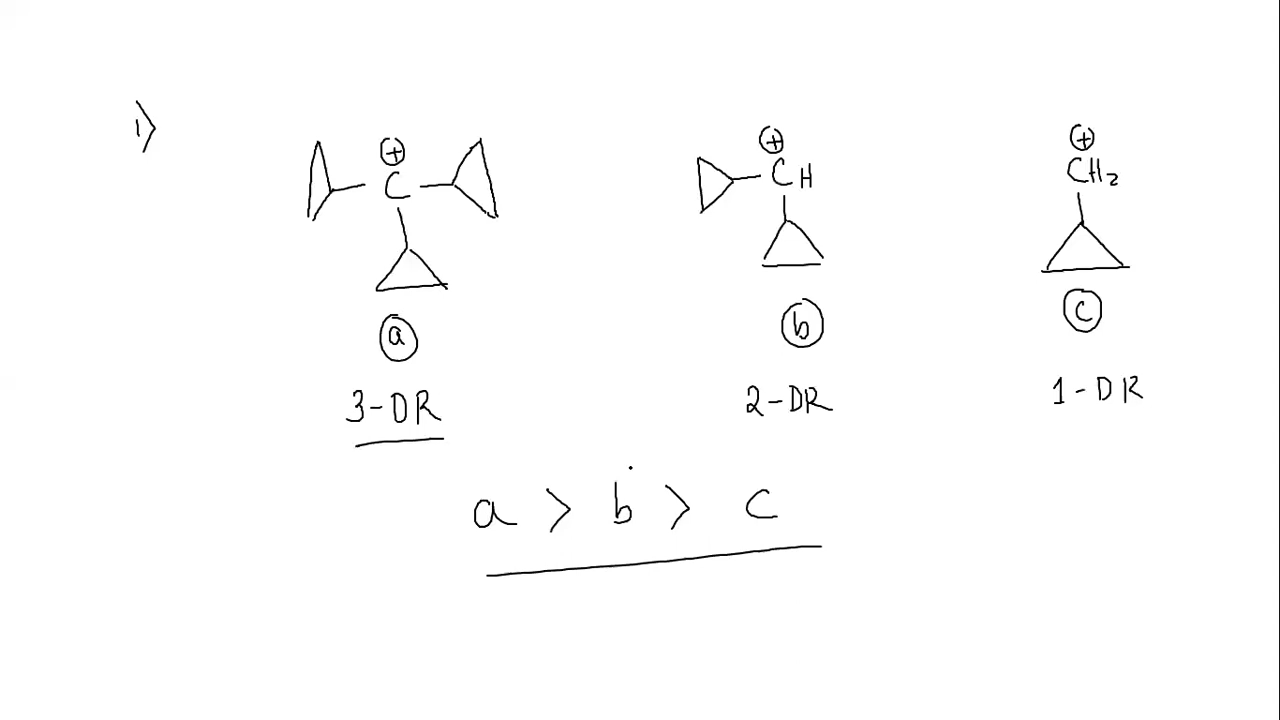 1)
⊕ ⊕ ⊕
C CH CH₂
a b c
3-DR 2-DR 1-DR
a > b > c